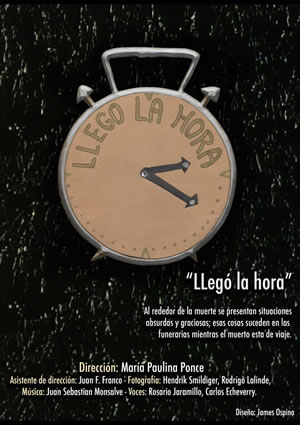 LLEGO LA HORA
“LLegó la hora”
Al rededor de la muerte se presentan situaciones
absurdas y graciosas; esas cosas suceden en las
funerarias mientras el muerto esta de viaje.
Dirección: María Paulina Ponce
Asistente de dirección: Juan F. Franco - Fotografía: Hendrik Smildiger, Rodrigo Lalinde,
Música: Juan Sebastían Monsalve - Voces: Rosario Jaramillo, Carlos Echeverry.
Diseño: James Ospina